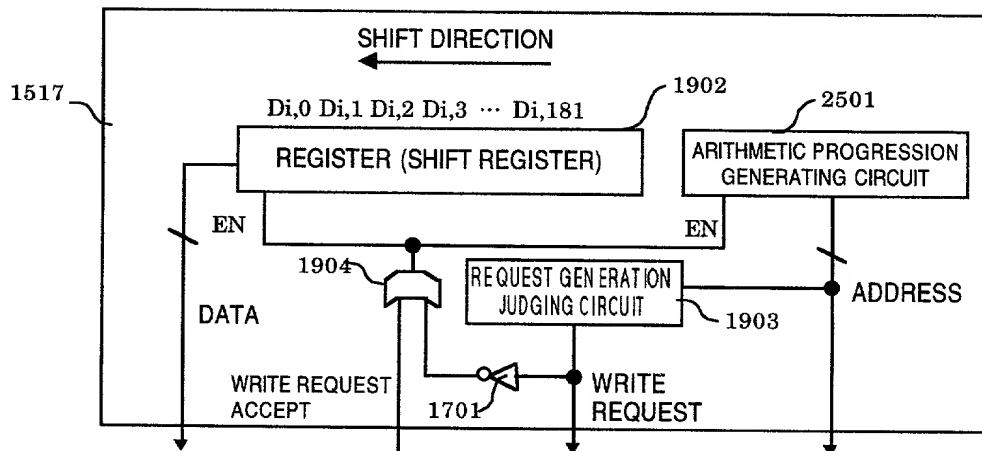 SHIFT DIRECTION
1517
1902
2501
Di,0 Di,1 Di,2 Di,3 ··· Di,181
REGISTER (SHIFT REGISTER)
ARITHMETIC PROGRESSION
GENERATING CIRCUIT
EN
EN
1904
REQUEST GENERATION
JUDGING CIRCUIT
ADDRESS
DATA
1903
WRITE REQUEST
ACCEPT
1701
WRITE
REQUEST